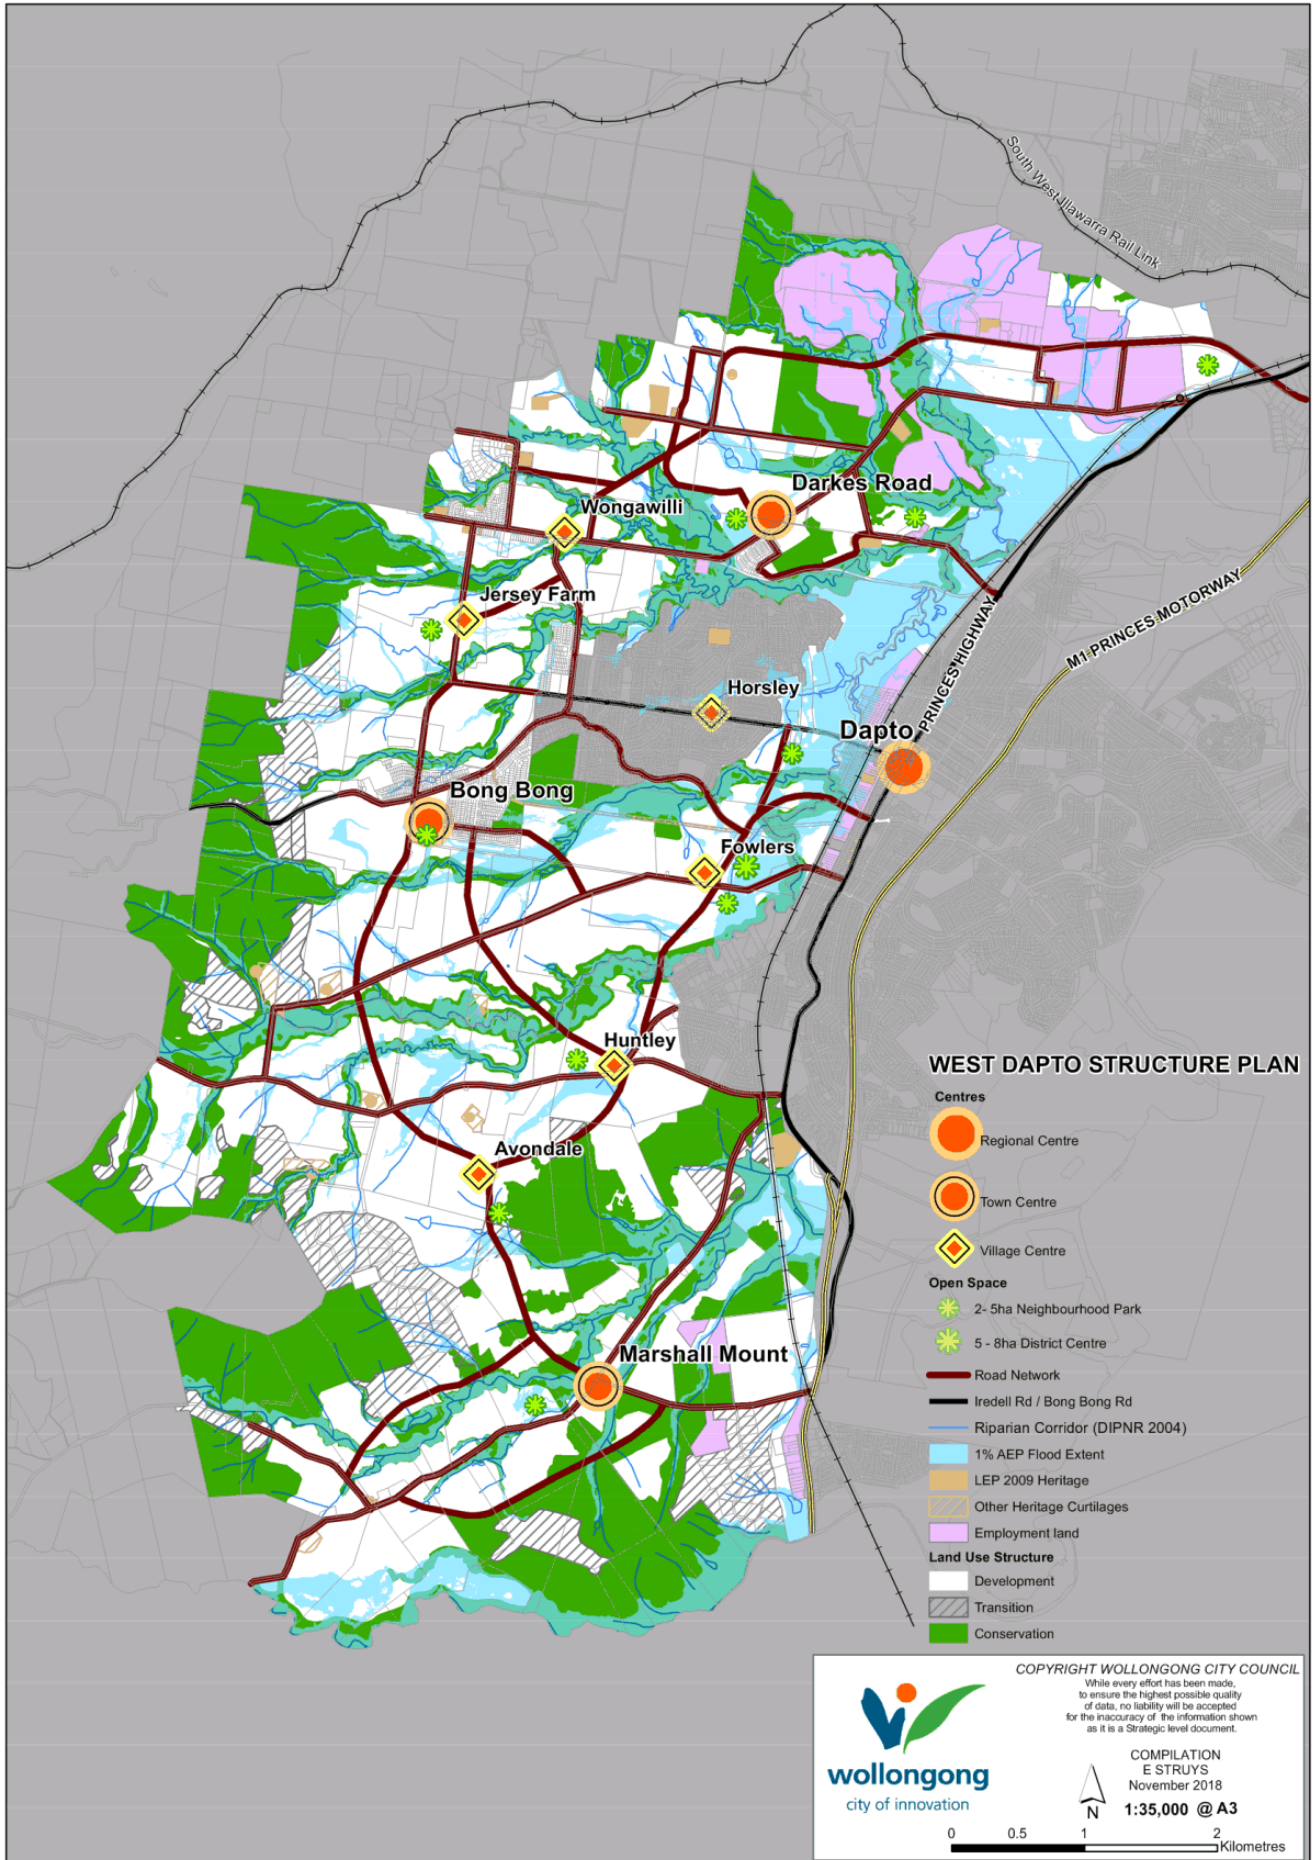 South West Illawarra Rail Link
Darkes Road
Wongawilli
Jersey Farm
M1 PRINCES MOTORWAY
PRINCES HIGHWAY
Horsley
Dapto
Bong Bong
Fowlers
Huntley
Avondale
Marshall Mount
WEST DAPTO STRUCTURE PLAN
Centres
Regional Centre
Town Centre
Village Centre
Open Space
2- 5ha Neighbourhood Park
5 - 8ha District Centre
Road Network
Iredell Rd / Bong Bong Rd
Riparian Corridor (DIPNR 2004)
1% AEP Flood Extent
LEP 2009 Heritage
Other Heritage Curtilages
Employment land
Land Use Structure
Development
Transition
Conservation
COPYRIGHT WOLLONGONG CITY COUNCIL
While every effort has been made,
to ensure the highest possible quality
of data, no liability will be accepted
for the inaccuracy of the information shown
as it is a Strategic level document.
wollongong
city of innovation
COMPILATION
E STRUYS
November 2018
N
1:35,000 @ A3
0 0.5 1 2
Kilometres